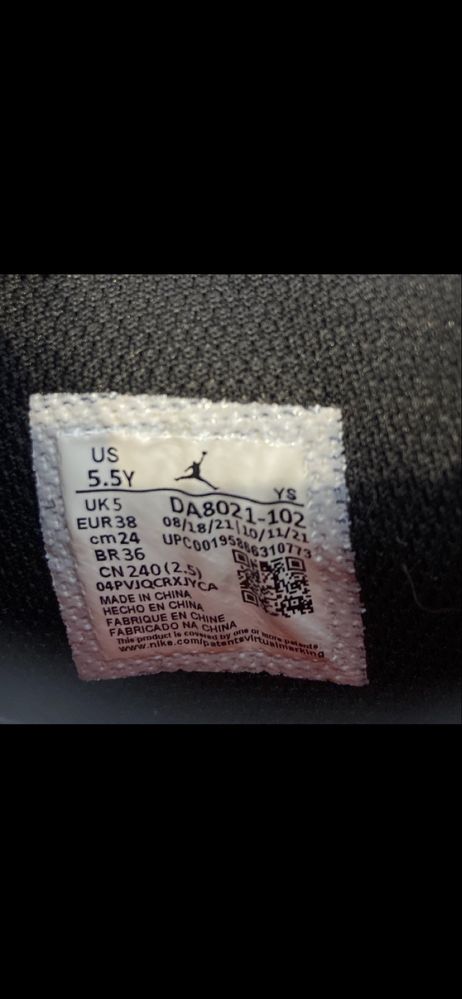 US
5.5Y
YS
UK 5
DA8021-102
EUR 38
08/18/21|10/11/21
cm 24
UPC00195866310773
BR 36
CN 240 (2.5)
04PVJQCRXJYCA
MADE IN CHINA
HECHO EN CHINA
FABRIQUE EN CHINE
FABRICADO NA CHINA
This product is covered by one or more patents
www.nike.com/patentsvirtualmarking